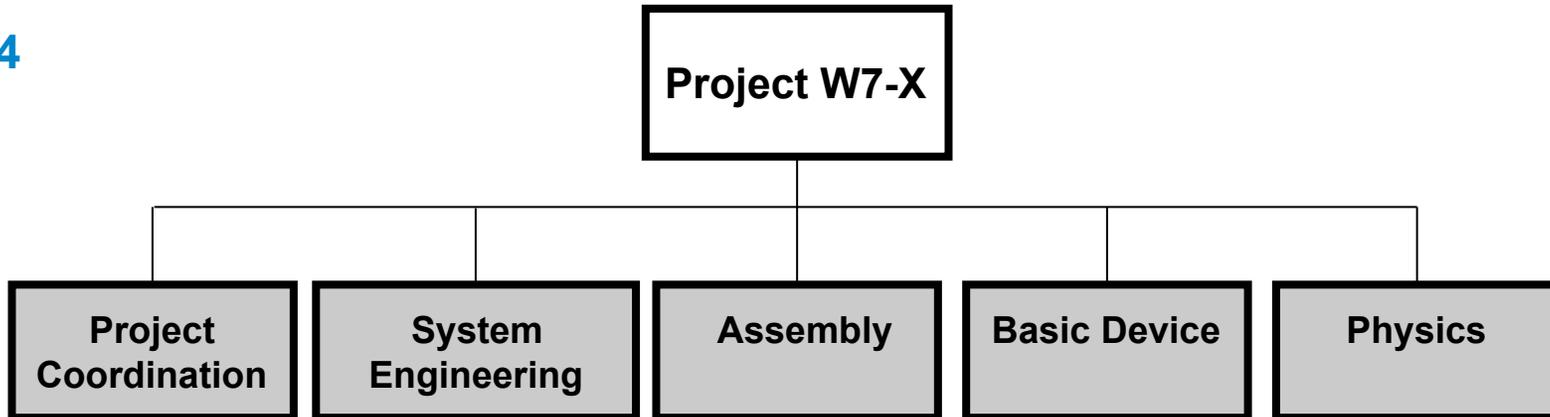 4
Project W7-X
Project
Coordination
System
Engineering
Assembly
Basic Device
Physics